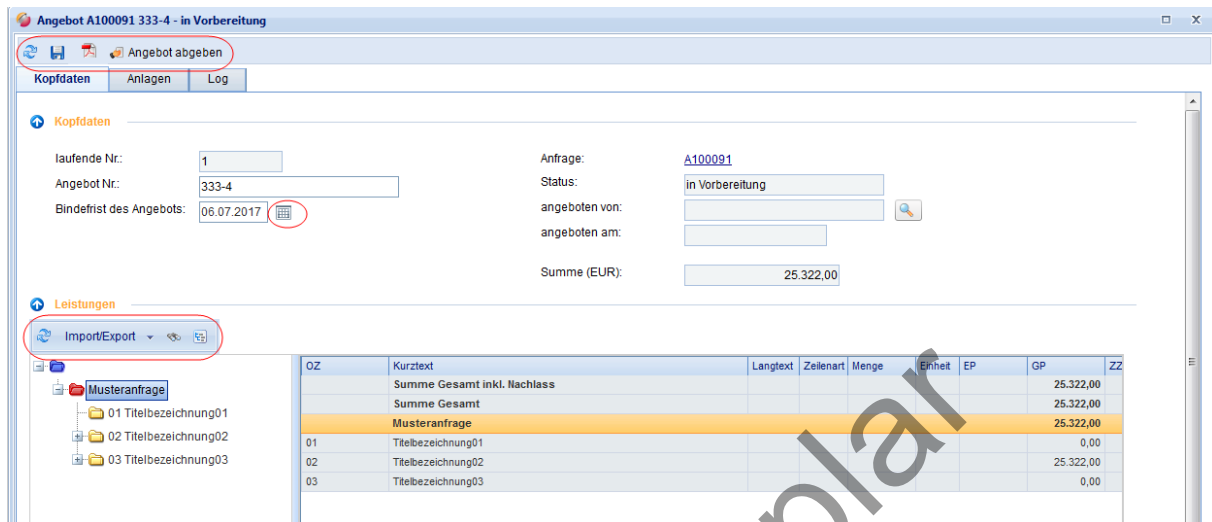 Angebot A100091 333-4 - in Vorbereitung
Angebot abgeben
Kopfdaten Anlagen Log
Kopfdaten
laufende Nr.: 1 Anfrage: A100091
Angebot Nr.: 333-4 Status: in Vorbereitung
Bindefrist des Angebots: 06.07.2017 angeboten von:
angeboten am:
Summe (EUR): 25.322,00
Leistungen
Import/Export
OZ Kurztext Langtext Zeilenart Menge Einheit EP GP ZZ
Summe Gesamt inkl. Nachlass 25.322,00
Summe Gesamt 25.322,00
Musteranfrage Musteranfrage 25.322,00
01 Titelbezeichnung01 01 Titelbezeichnung01 0,00
02 Titelbezeichnung02 02 Titelbezeichnung02 25.322,00
03 Titelbezeichnung03 03 Titelbezeichnung03 0,00
plar